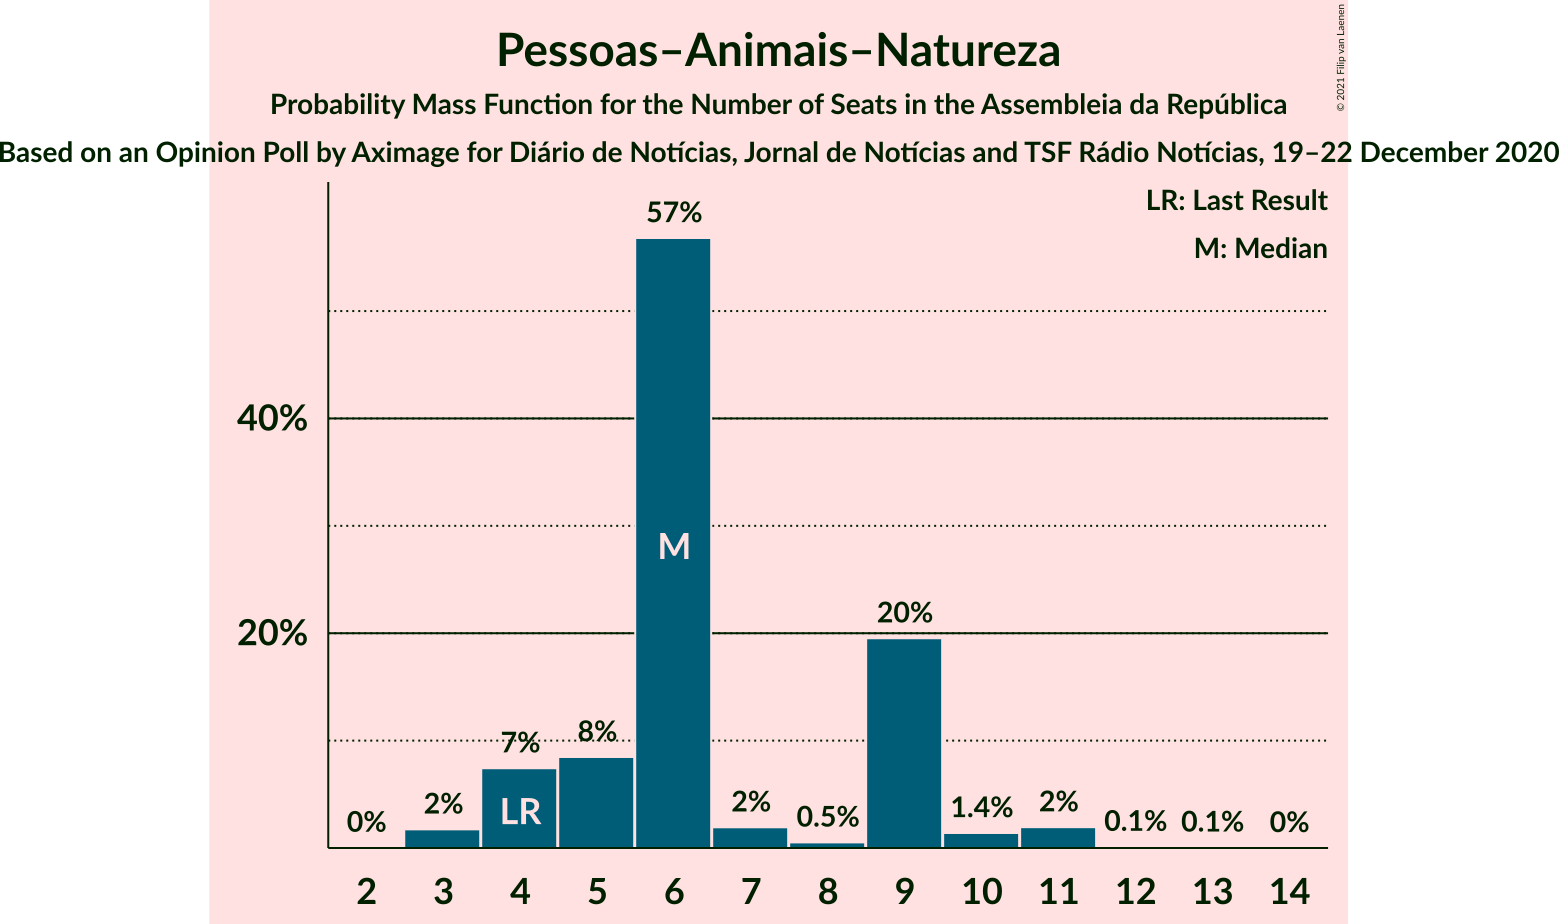 Pessoas–Animais–Natureza
Probability Mass Function for the Number of Seats in the Assembleia da República
Based on an Opinion Poll by Aximage for Diário de Notícias, Jornal de Notícias and TSF Rádio Notícias, 19–22 December 2020
© 2021 Filip van Laenen
LR: Last Result
M: Median
57%
40%
M
20%
20%
7%
8%
LR
0%
2%
2%
0.5%
1.4%
2%
0.1%
0.1%
0%
2 3 4 5 6 7 8 9 10 11 12 13 14